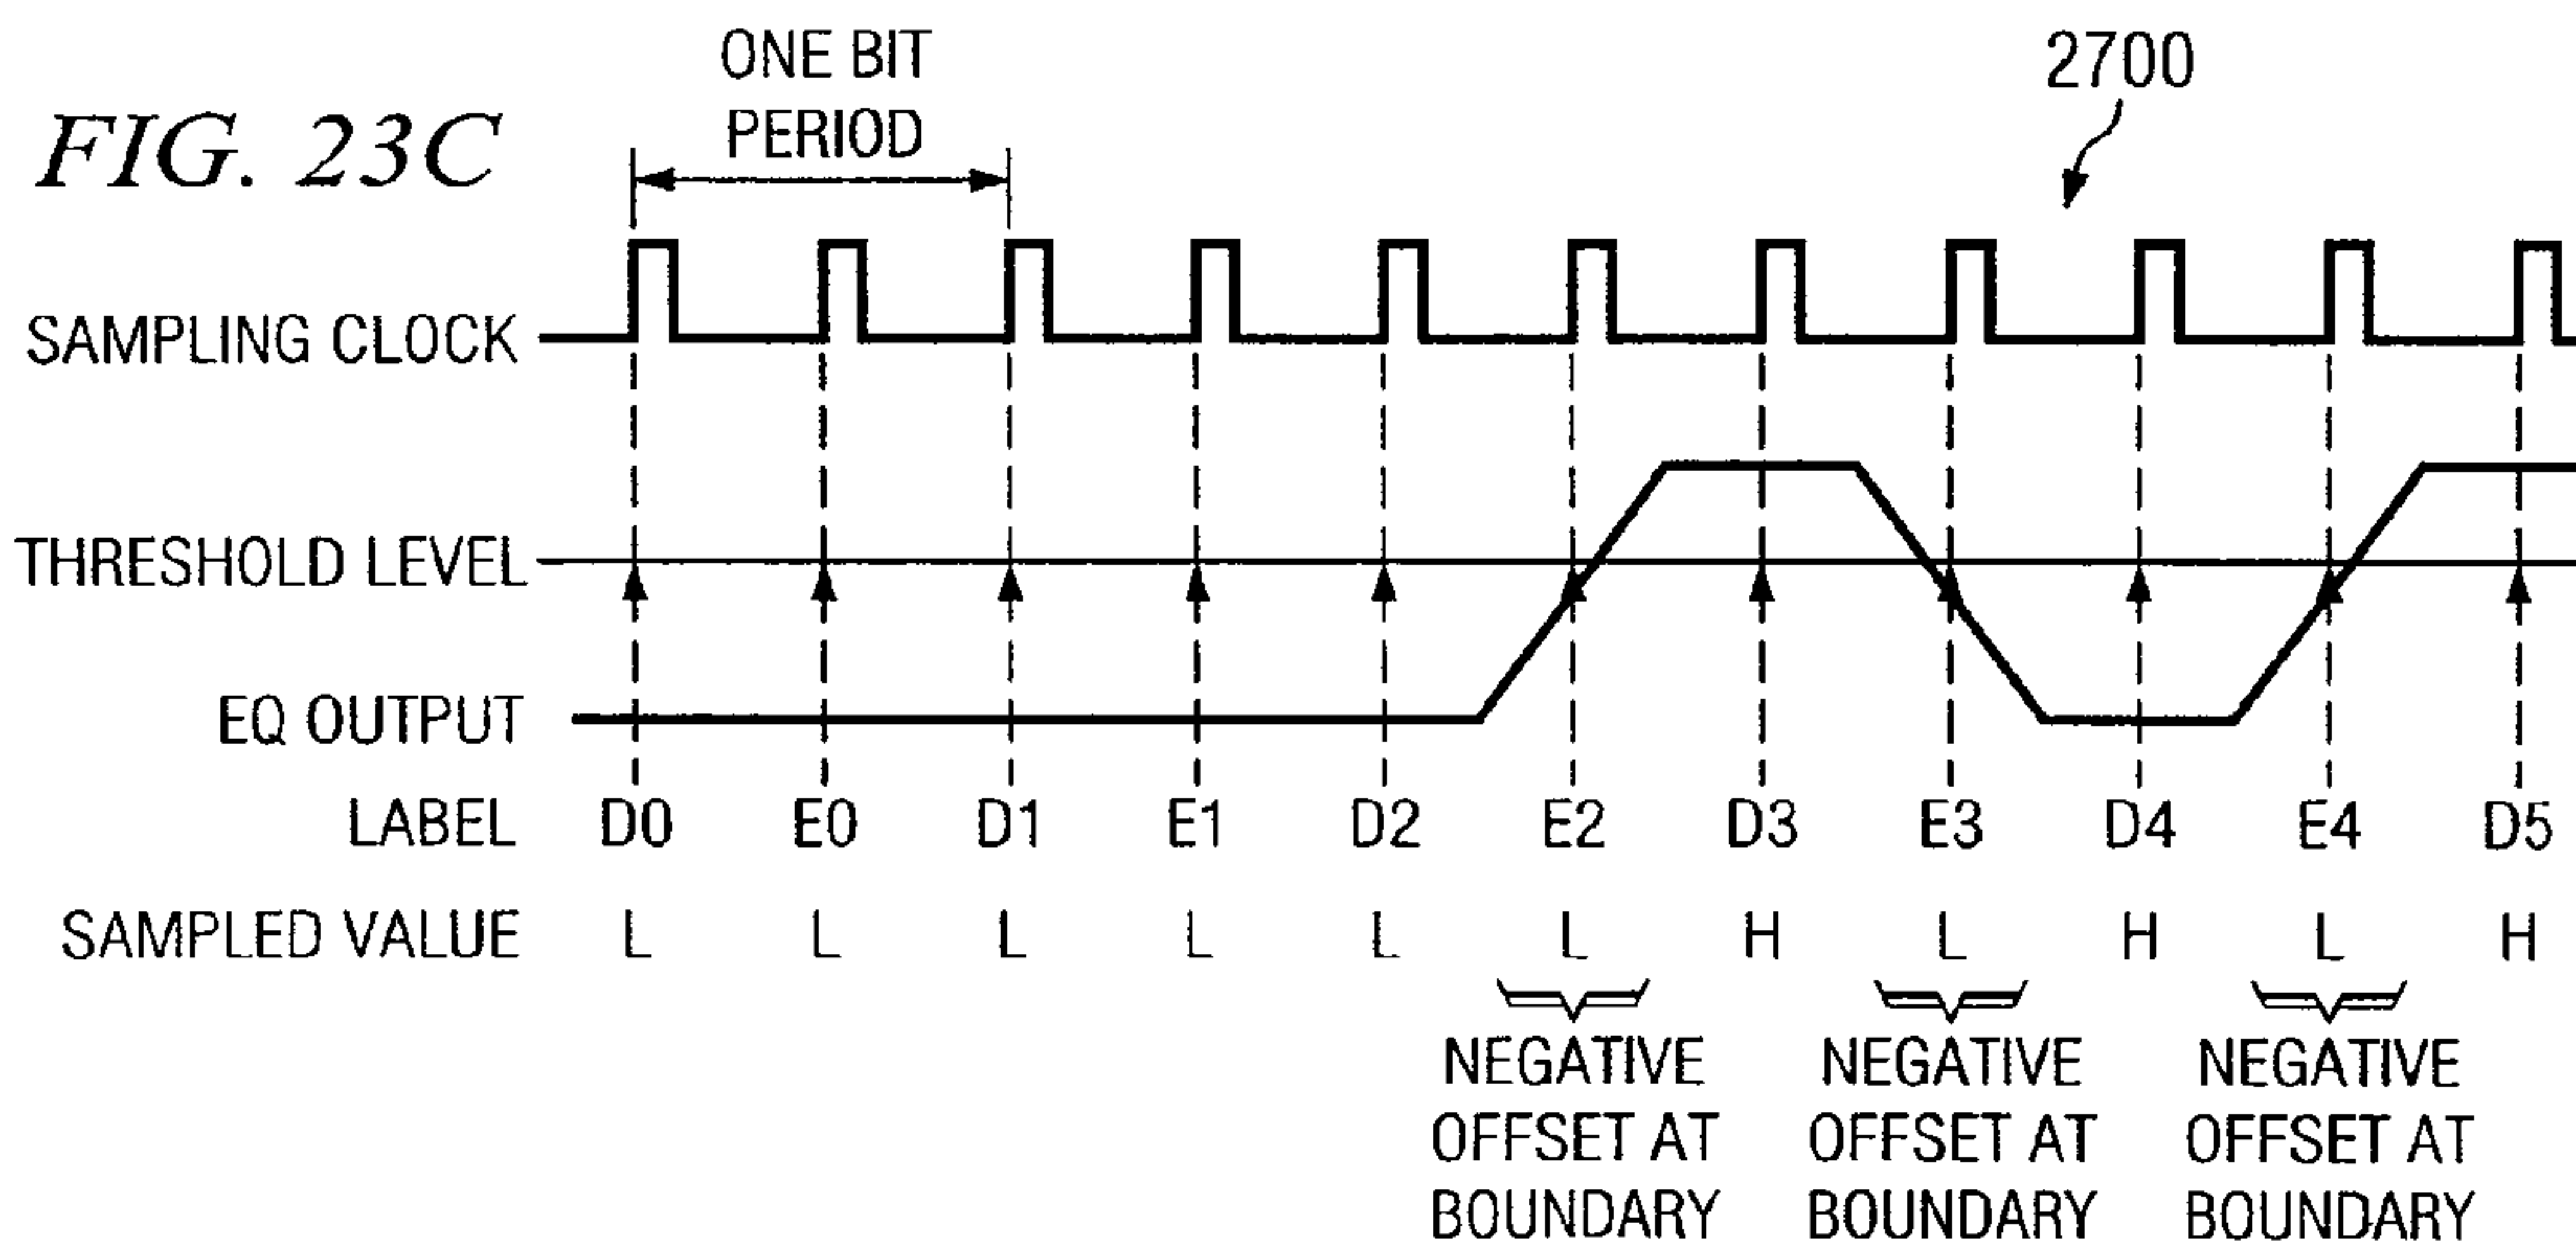 FIG. 23C
ONE BIT
PERIOD
2700
SAMPLING CLOCK
THRESHOLD LEVEL
EQ OUTPUT
LABEL D0 E0 D1 E1 D2 E2 D3 E3 D4 E4 D5
SAMPLED VALUE L L L L L L H L H L H
NEGATIVE OFFSET AT BOUNDARY
NEGATIVE OFFSET AT BOUNDARY
NEGATIVE OFFSET AT BOUNDARY